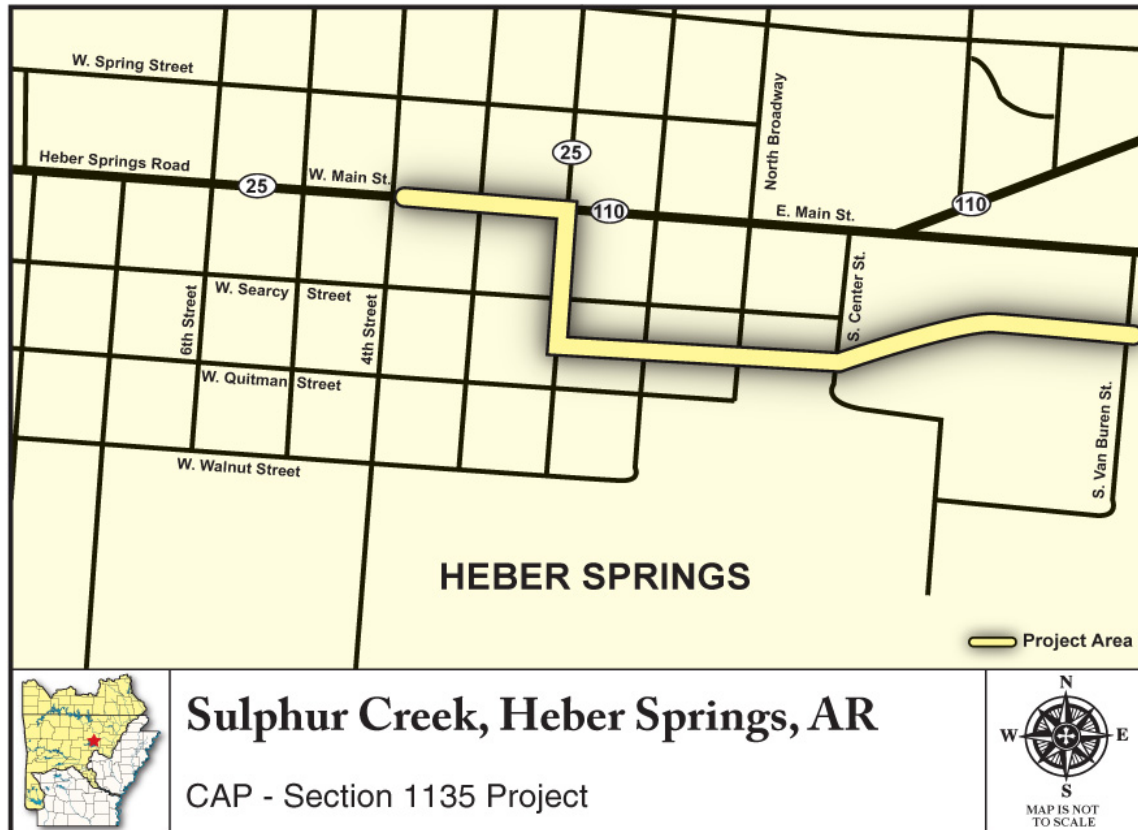 W. Spring Street
North Broadway
Heber Springs Road
25
W. Main St.
25
110
E. Main St.
110
6th Street
W. Searcy Street
4th Street
S. Center St.
W. Quitman Street
S. Van Buren St.
W. Walnut Street
HEBER SPRINGS
Project Area
Sulphur Creek, Heber Springs, AR
CAP - Section 1135 Project
N
W
E
S
MAP IS NOT
TO SCALE